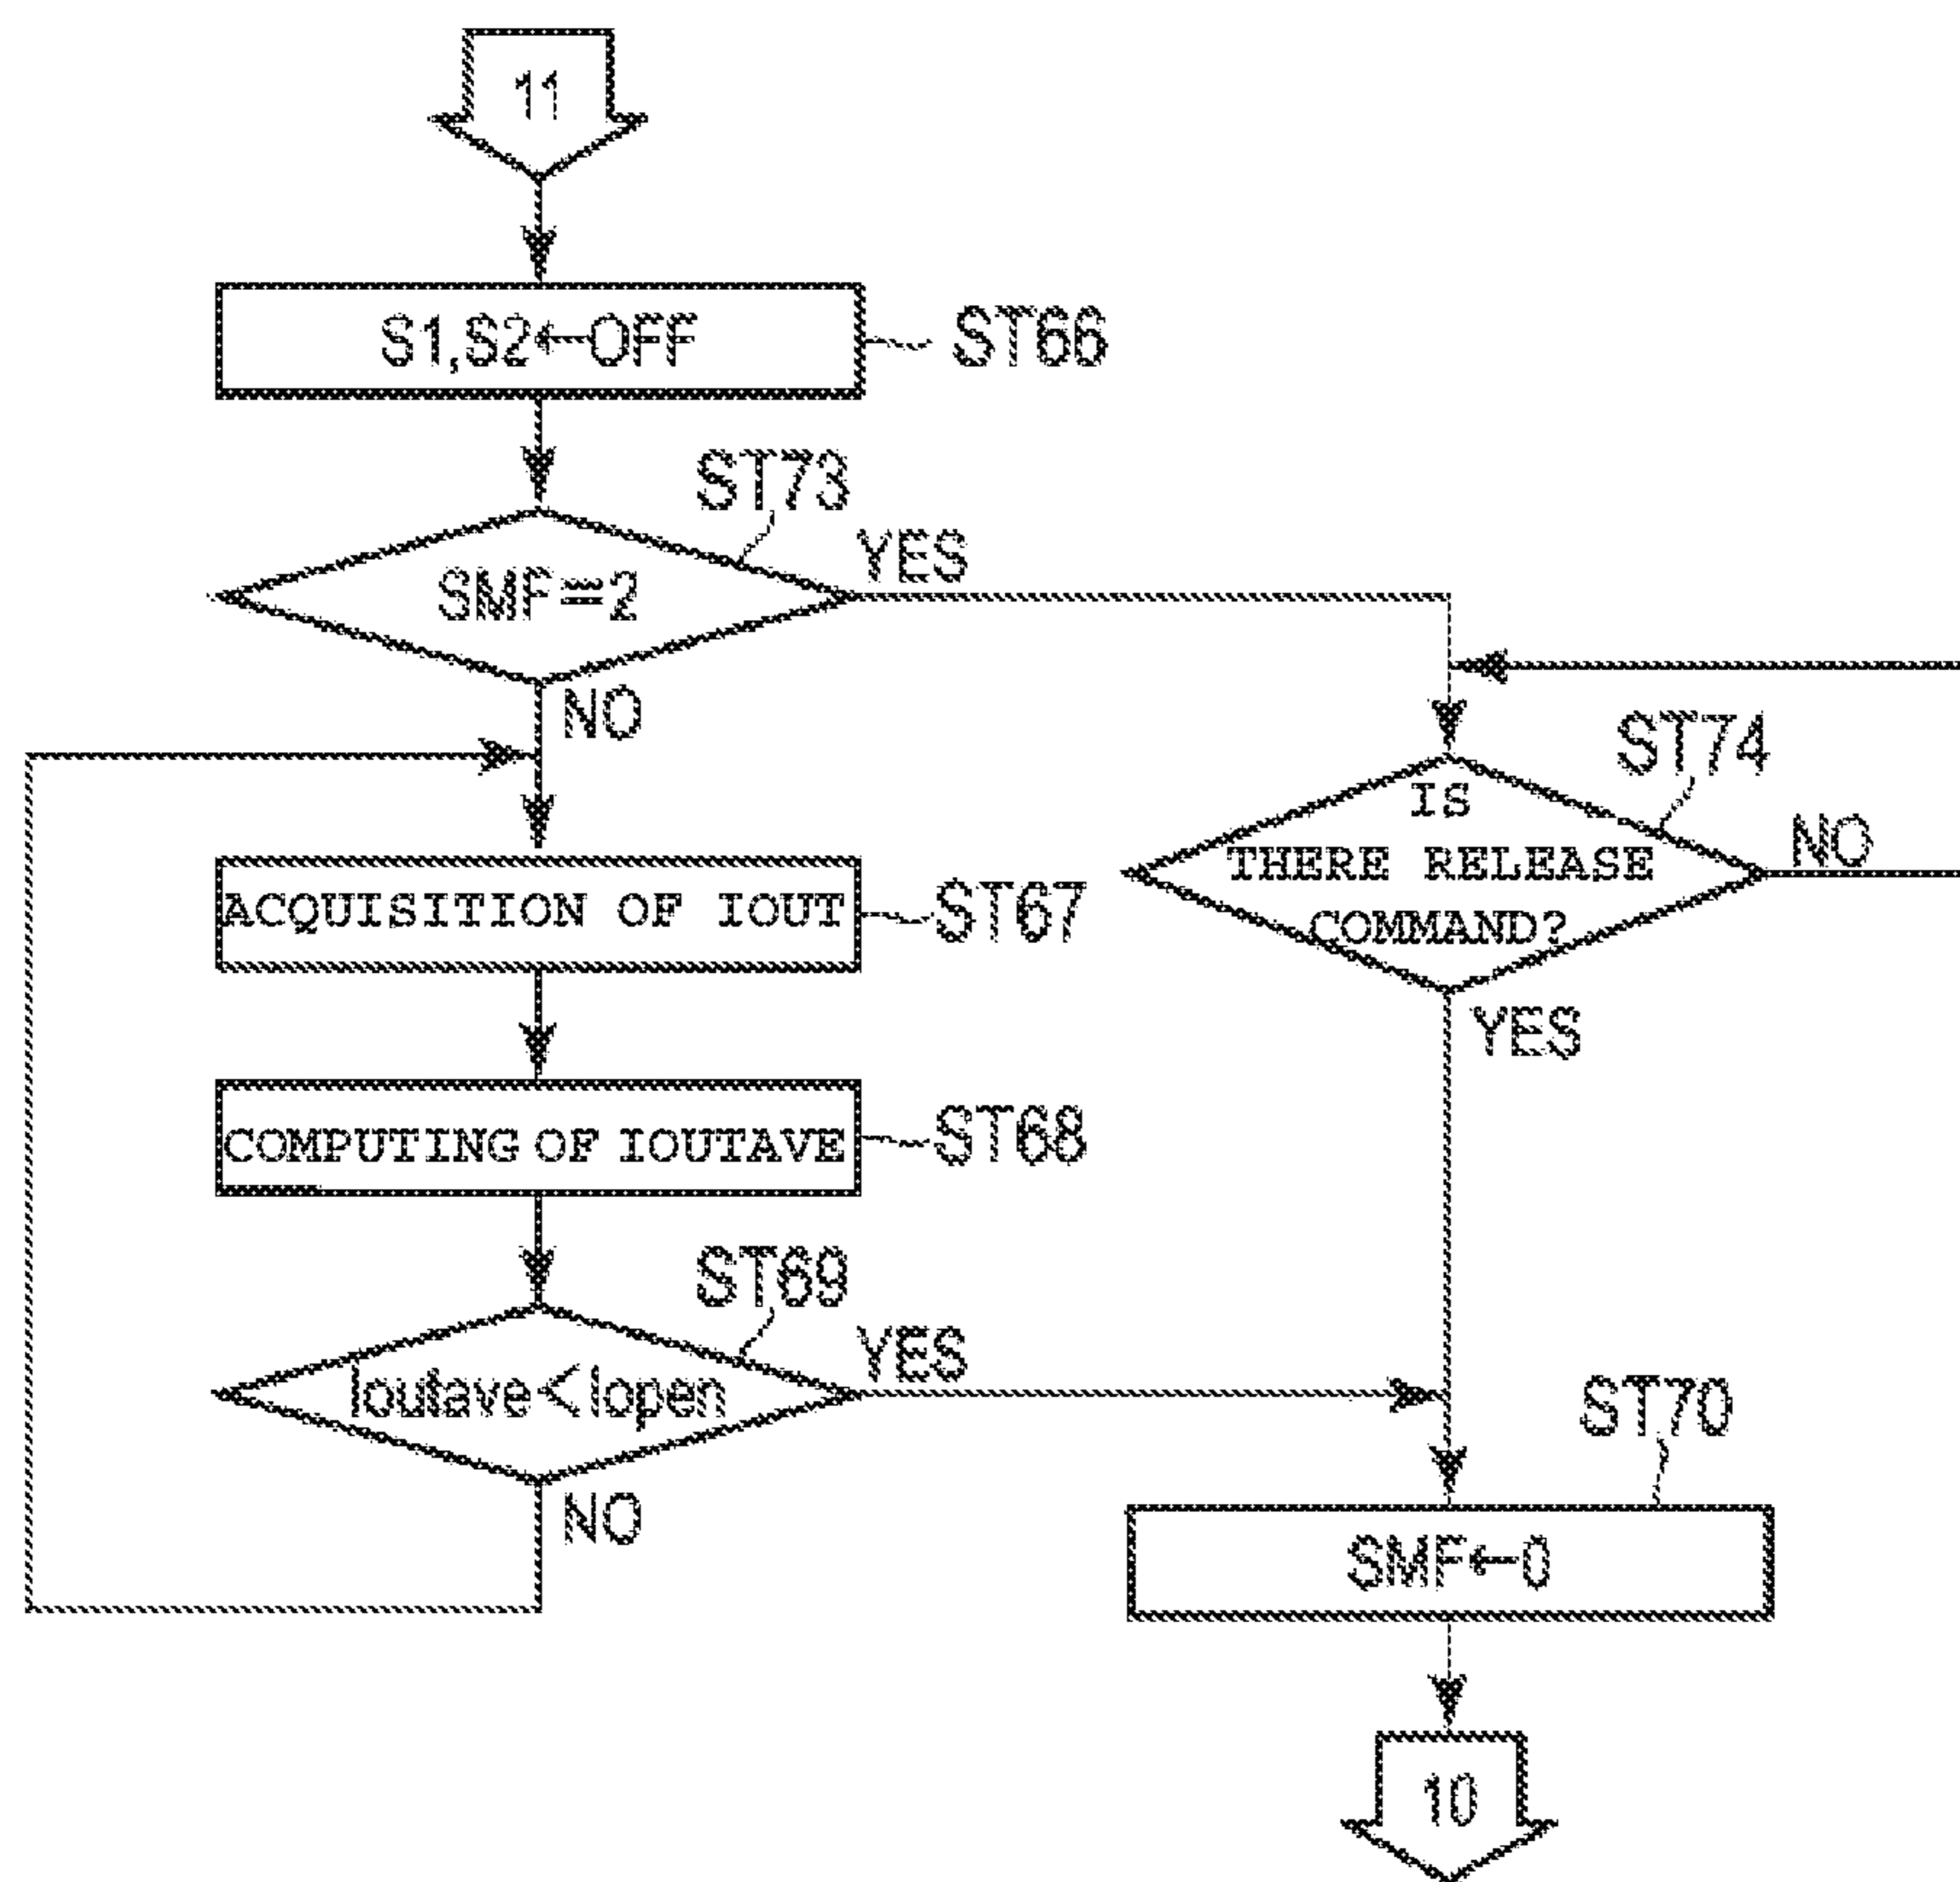 11
S1,S2←OFF
ST66
ST73
SMF=2
YES
NO
ST74
IS
THERE RELEASE
COMMAND?
NO
YES
ACQUISITION OF IOUT
ST67
COMPUTING OF IOUTAVE
ST68
ST69
Ioutave<Iopen
YES
NO
ST70
SMF←0
10